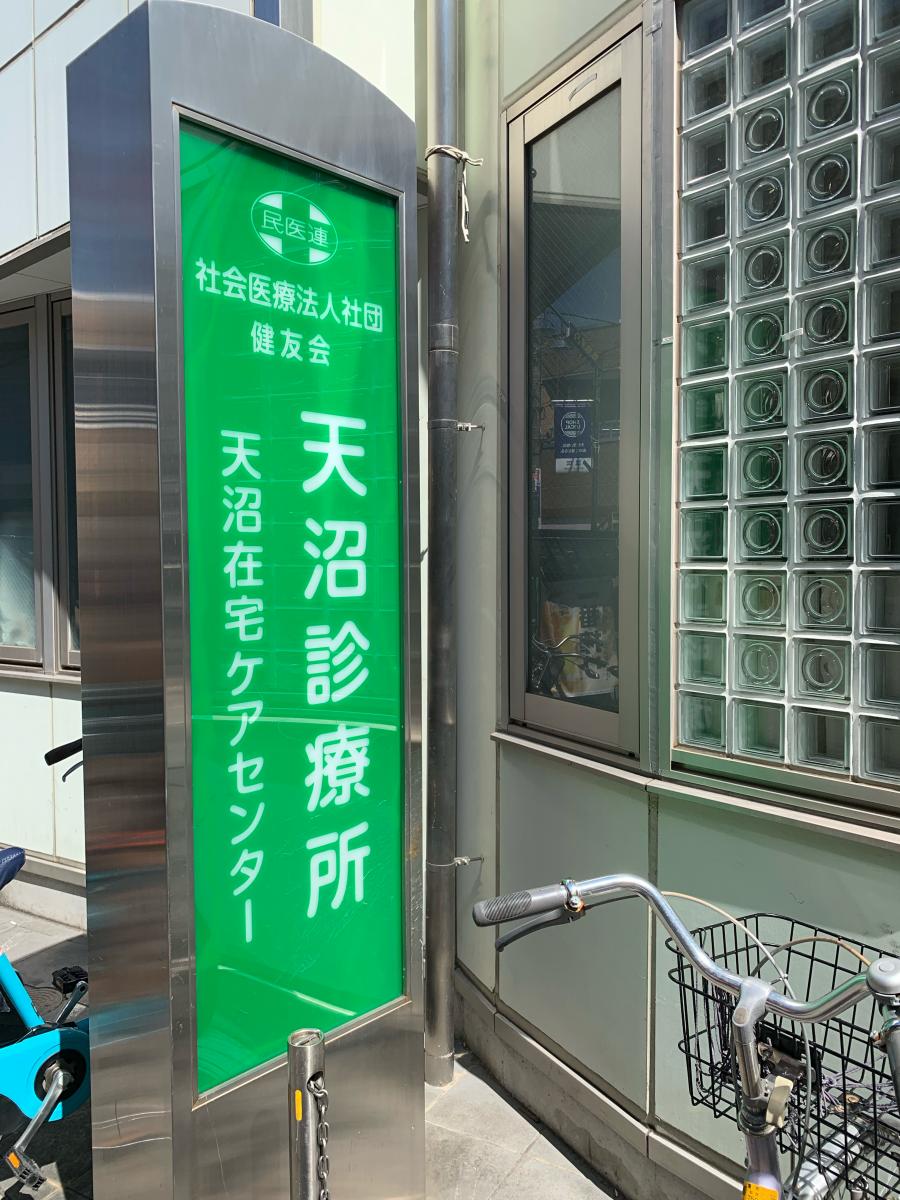 民医連
社会医療法人社団
健友会
天沼診療所
天沼在宅ケアセンター